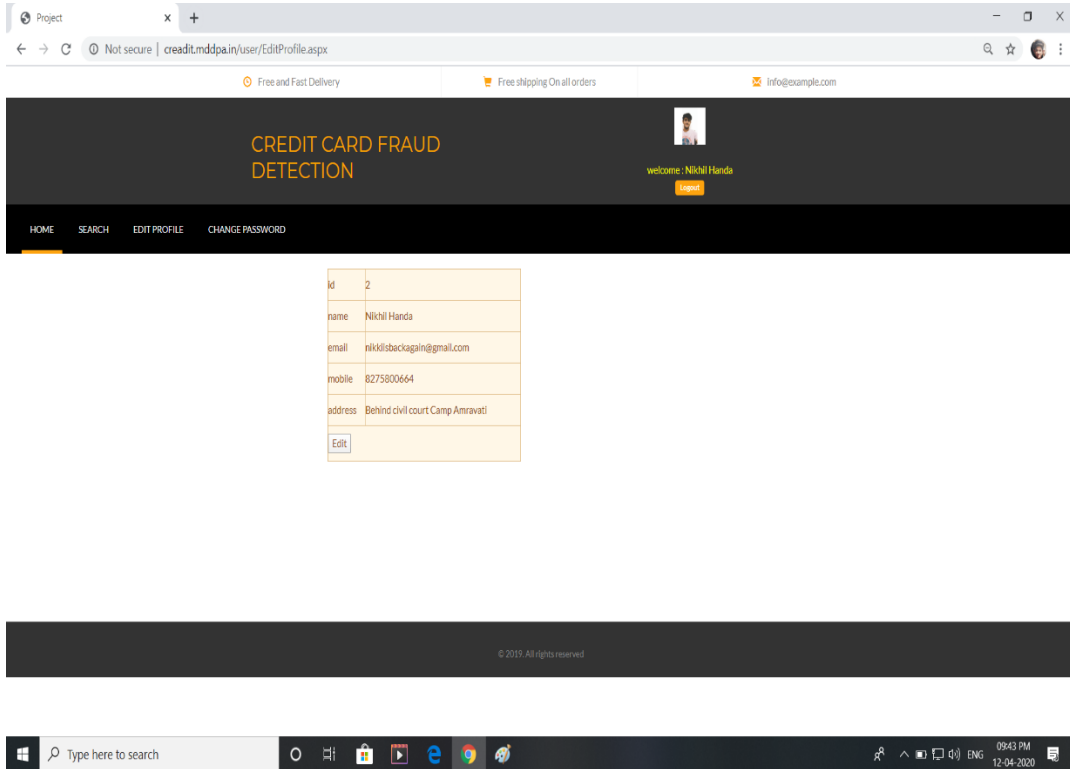 Project
Not secure | creadit.mddpa.in/user/EditProfile.aspx
Free and Fast Delivery
Free shipping On all orders
Info@example.com
CREDIT CARD FRAUD
DETECTION
welcome : Nikhil Handa
Logout
HOME SEARCH EDIT PROFILE CHANGE PASSWORD
id 2
name Nikhil Handa
email nikkiisbackagain@gmail.com
mobile 8275800664
address Behind civil court Camp Amravati
Edit
© 2019. All rights reserved
Type here to search
ENG
09:43 PM
12-04-2020